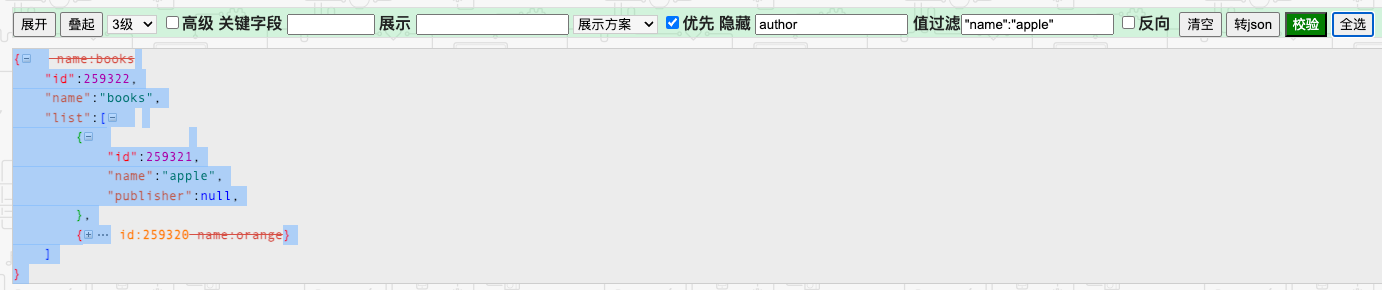 展开 叠起 3级 高级 关键字段 展示 展示方案 优先 隐藏 author 值过滤 "name":"apple" 反向 清空 转json 校验 全选
{ name:books
"id":259322,
"name":"books",
"list":[
{
"id":259321,
"name":"apple",
"publisher":null,
},
{ ... id:259320 name:orange}
]
}